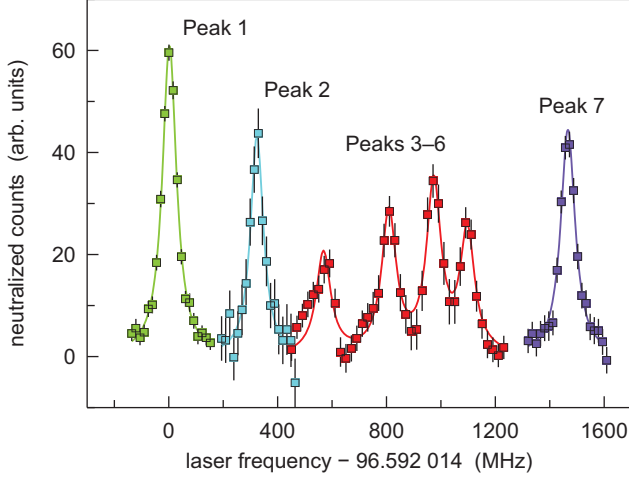 Peak 1
Peak 2
Peaks 3–6
Peak 7
neutralized counts (arb. units)
60
40
20
0
0
400
800
1200
1600
laser frequency − 96.592 014 (MHz)